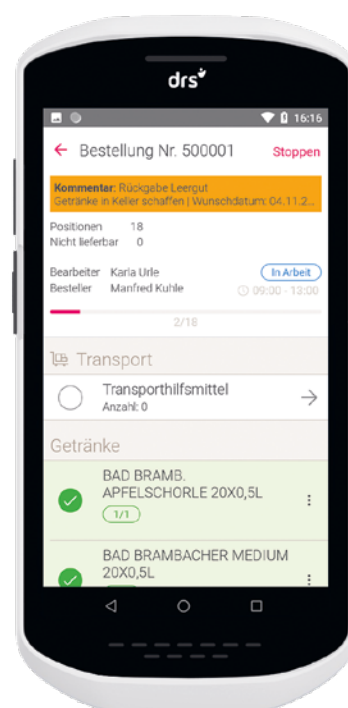 drs
16:16
Bestellung Nr. 500001 Stoppen
Kommentar: Rückgabe Leergut
Getränke in Keller schaffen | Wunschdatum: 04.11.2...
Positionen 18
Nicht lieferbar 0
Bearbeiter Karla Urle In Arbeit
Besteller Manfred Kuhle 09:00 - 13:00
2/18
Transport
Transporthilfsmittel
Anzahl: 0
Getränke
BAD BRAMB.
APFELSCHORLE 20X0,5L
1/1
BAD BRAMBACHER MEDIUM
20X0,5L